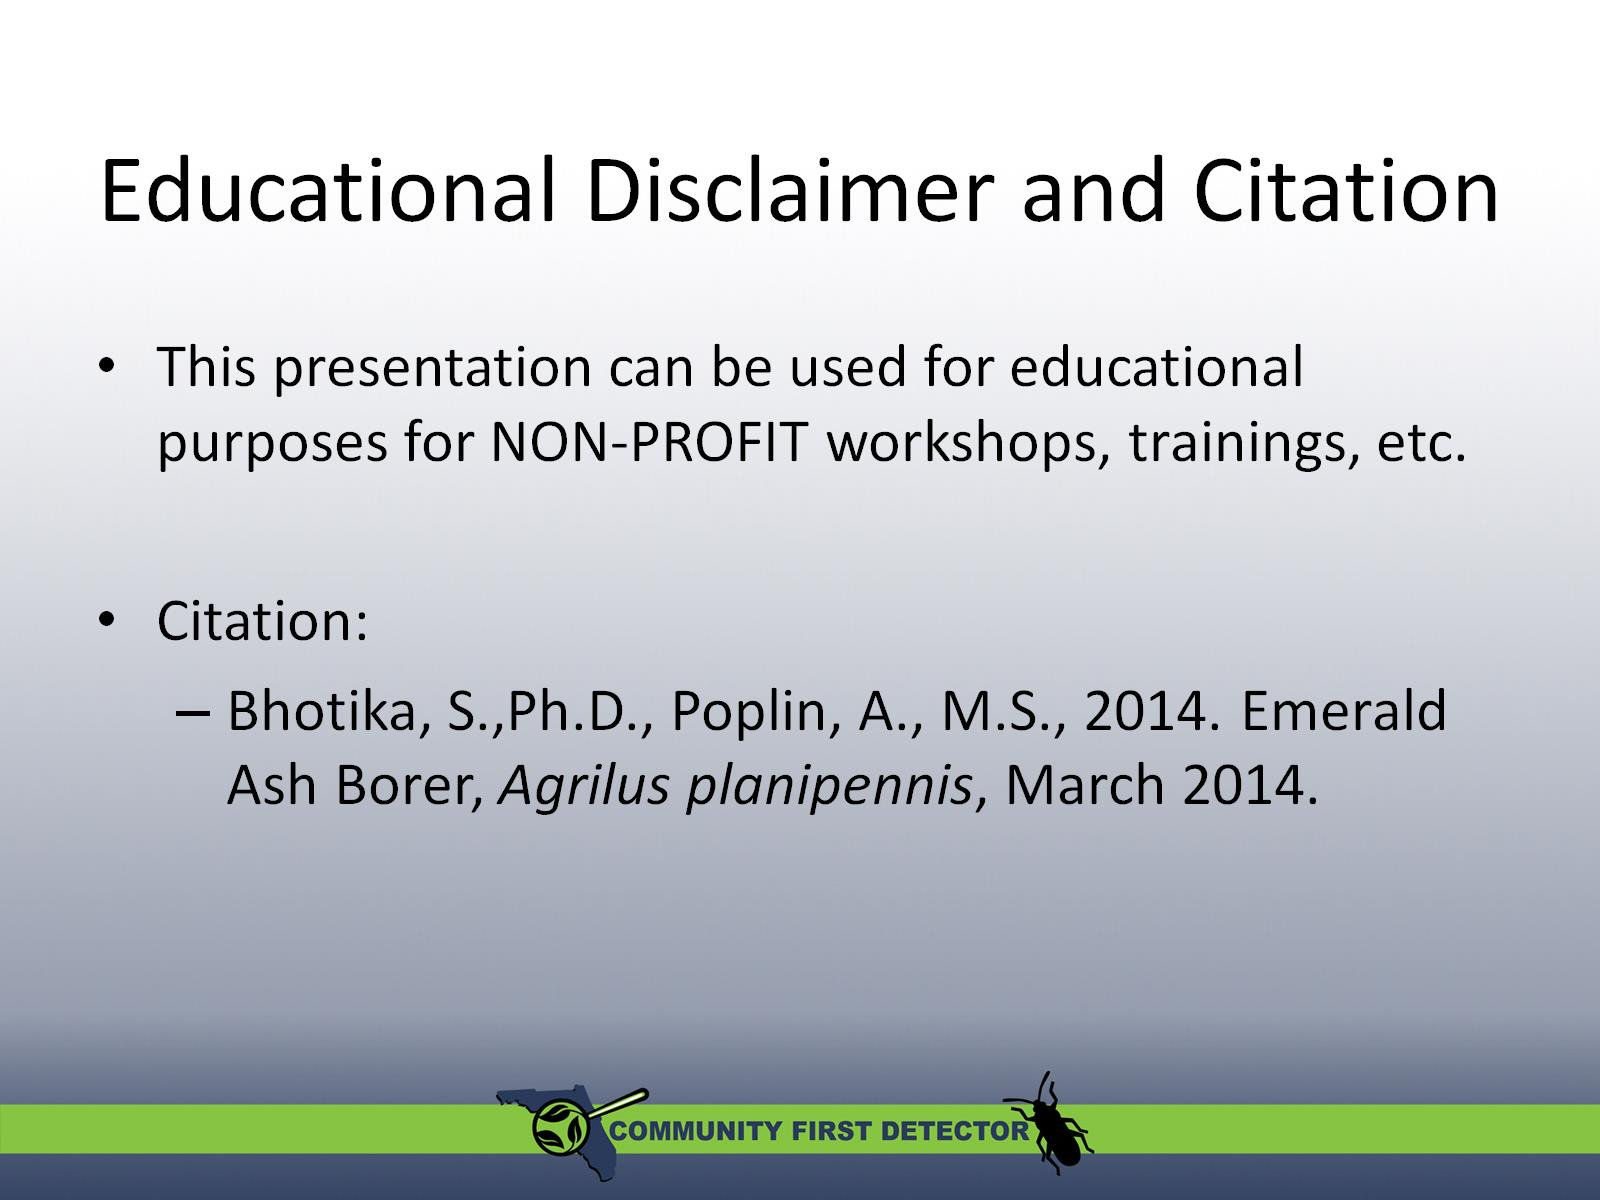 Educational Disclaimer and Citation
• This presentation can be used for educational
purposes for NON-PROFIT workshops, trainings, etc.
• Citation:
– Bhotika, S.,Ph.D., Poplin, A., M.S., 2014. Emerald
Ash Borer, Agrilus planipennis, March 2014.
COMMUNITY FIRST DETECTOR